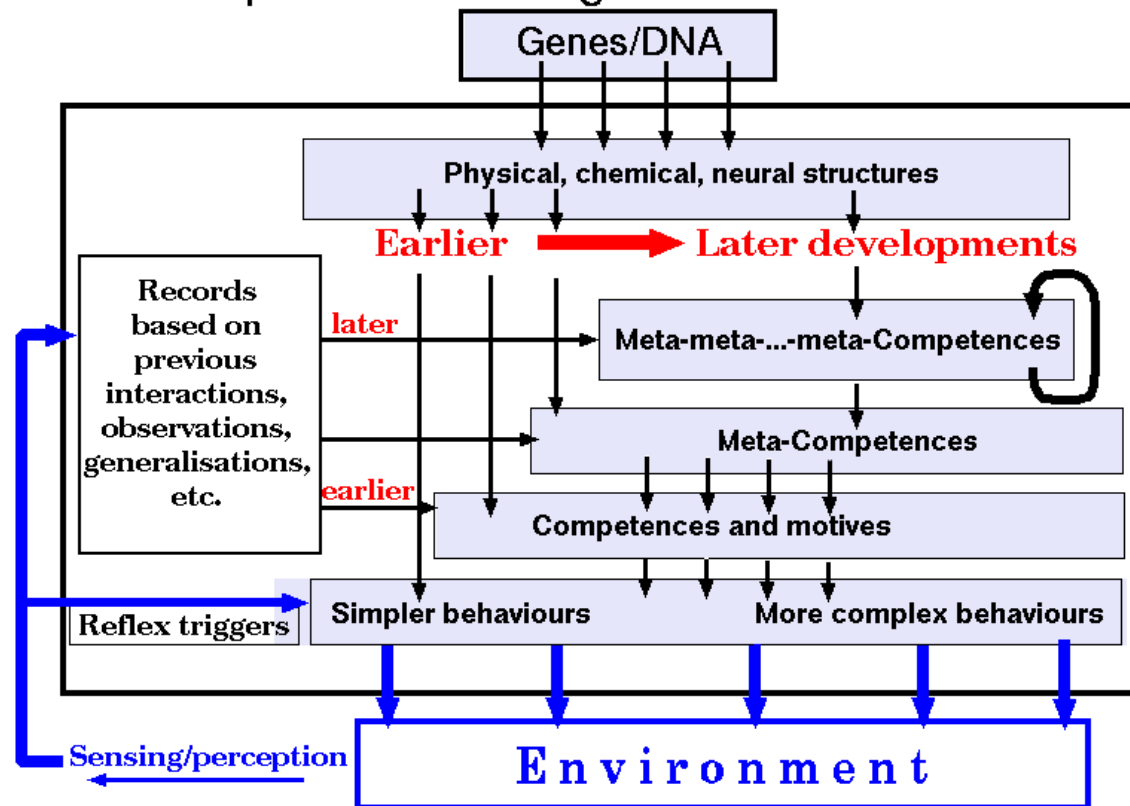 Genes/DNA
Physical, chemical, neural structures
Earlier
Later developments
Records
based on
previous
interactions,
observations,
generalisations,
etc.
later
Meta-meta-...-meta-Competences
Meta-Competences
earlier
Competences and motives
Reflex triggers
Simpler behaviours
More complex behaviours
Sensing/perception
Environment